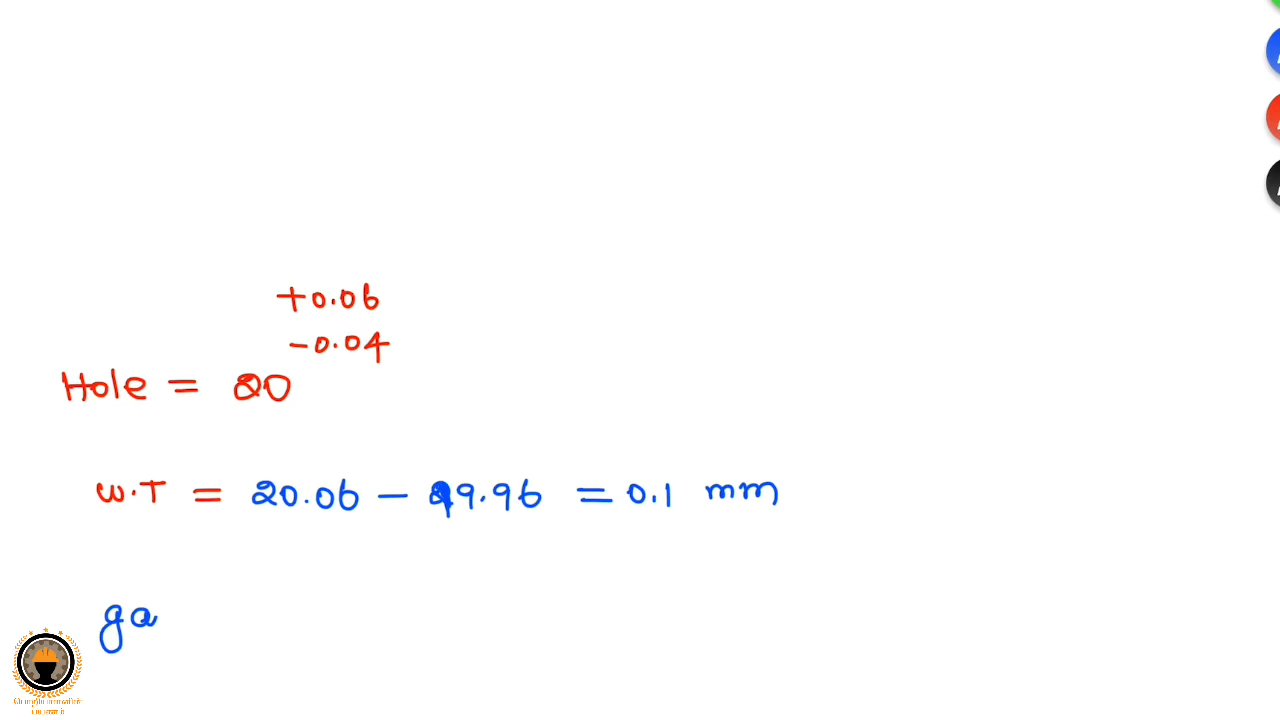 +0.06
-0.04
Hole = 20
W.T = 20.06 - 19.96 = 0.1 mm
ga